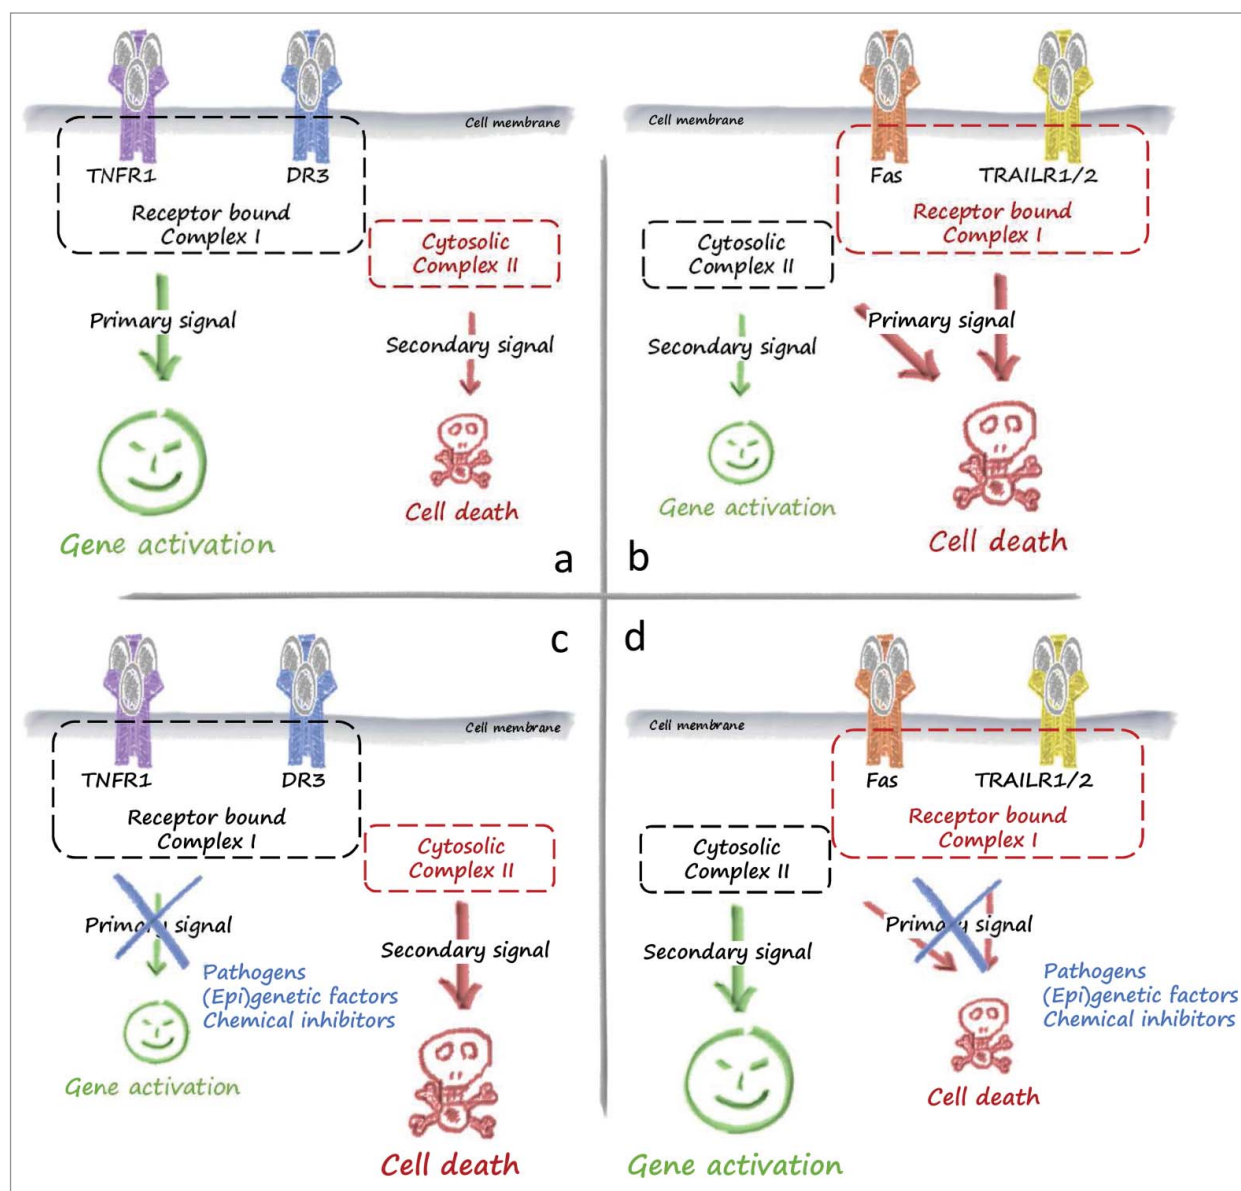 Cell membrane
TNFR1
DR3
Receptor bound
Complex I
Cytosolic
Complex II
Primary signal
Secondary signal
Gene activation
Cell death
a
Cell membrane
Fas
TRAILR1/2
Receptor bound
Complex I
Cytosolic
Complex II
Primary signal
Secondary signal
Gene activation
Cell death
b
c
Cell membrane
TNFR1
DR3
Receptor bound
Complex I
Cytosolic
Complex II
Primary signal
Secondary signal
Pathogens
(Epi)genetic factors
Chemical inhibitors
Gene activation
Cell death
d
Cell membrane
Fas
TRAILR1/2
Receptor bound
Complex I
Cytosolic
Complex II
Primary signal
Secondary signal
Pathogens
(Epi)genetic factors
Chemical inhibitors
Cell death
Gene activation